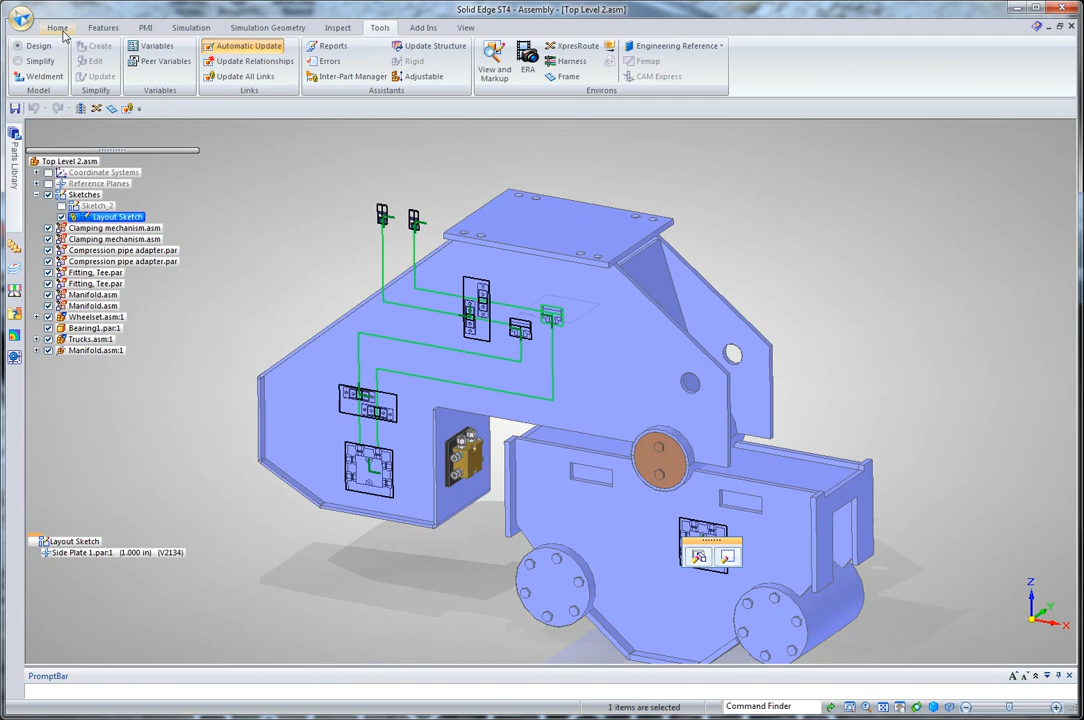 Solid Edge ST4 - Assembly - [Top Level 2.asm]
Home Features PMI Simulation Simulation Geometry Inspect Tools Add Ins View
Design Create Variables Automatic Update Reports Update Structure XpresRoute Engineering Reference
Simplify Edit Peer Variables Update Relationships Errors Rigid View and Markup ERA Harness Femap
Weldment Update Update All Links Inter-Part Manager Adjustable Frame CAM Express
Model Simplify Variables Links Assistants Environs
Parts Library
Top Level 2.asm
Coordinate Systems
Reference Planes
Sketches
Sketch_2
Layout Sketch
Clamping mechanism.asm
Clamping mechanism.asm
Compression pipe adapter.par
Compression pipe adapter.par
Fitting, Tee.par
Fitting, Tee.par
Manifold.asm
Manifold.asm
Wheelset.asm:1
Bearing1.par:1
Trucks.asm:1
Manifold.asm:1
Layout Sketch
Side Plate 1.par:1 (1.000 in) (V2134)
Z
Y
X
PromptBar
A A
1 items are selected Command Finder